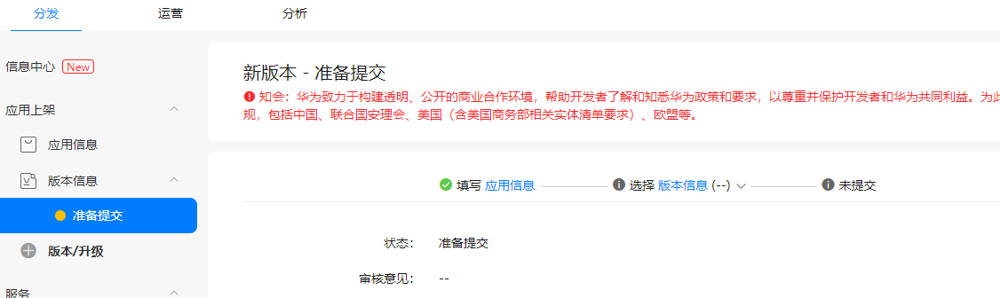 分发 运营 分析
信息中心 New
应用上架
应用信息
版本信息
准备提交
版本/升级
服务
新版本 - 准备提交
知会：华为致力于构建透明、公开的商业合作环境，帮助开发者了解和知悉华为政策和要求，以尊重并保护开发者和华为共同利益。为此
规，包括中国、联合国安理会、美国（含美国商务部相关实体清单要求）、欧盟等。
填写 应用信息 选择 版本信息 (--) 未提交
状态： 准备提交
审核意见： --